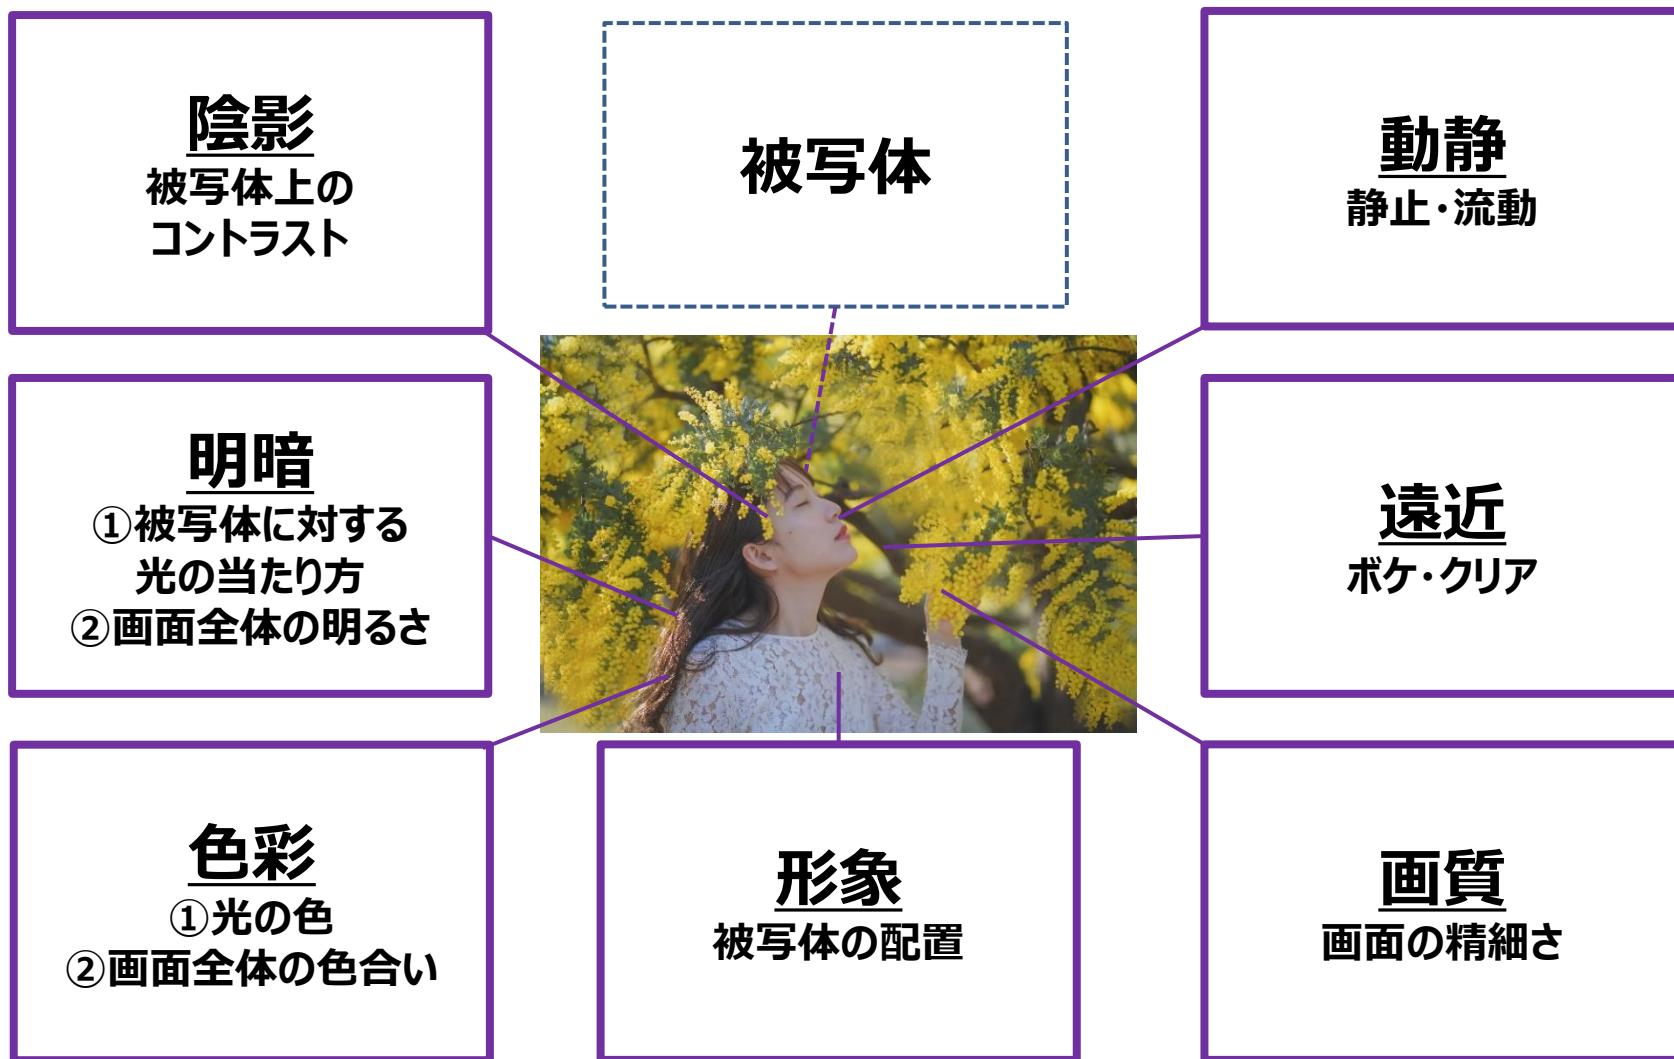 陰影
被写体上の
コントラスト
被写体
動静
静止・流動
明暗
①被写体に対する
光の当たり方
②画面全体の明るさ
遠近
ボケ・クリア
色彩
①光の色
②画面全体の色合い
形象
被写体の配置
画質
画面の精細さ